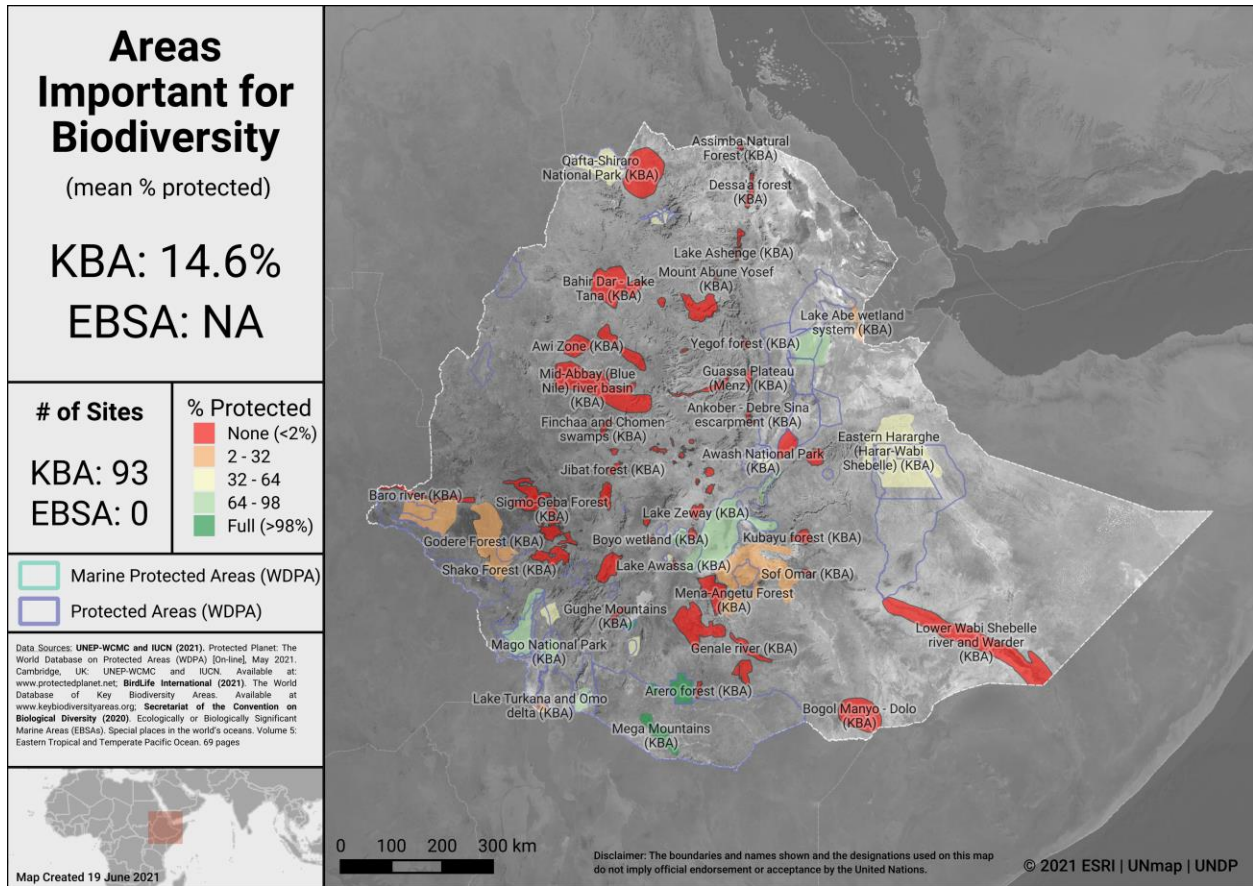 Areas
Important for
Biodiversity
(mean % protected)
KBA: 14.6%
EBSA: NA
# of Sites
KBA: 93
EBSA: 0
% Protected
None (<2%)
2 - 32
32 - 64
64 - 98
Full (>98%)
Marine Protected Areas (WDPA)
Protected Areas (WDPA)
Data Sources: UNEP-WCMC and IUCN (2021). Protected Planet: The
World Database on Protected Areas (WDPA) [On-line], May 2021.
Cambridge, UK: UNEP-WCMC and IUCN. Available at:
www.protectedplanet.net; BirdLife International (2021). The World
Database of Key Biodiversity Areas. Available at
www.keybiodiversityareas.org; Secretariat of the Convention on
Biological Diversity (2020). Ecologically or Biologically Significant
Marine Areas (EBSAs). Special places in the world's oceans. Volume 5:
Eastern Tropical and Temperate Pacific Ocean. 69 pages
Map Created 19 June 2021
Assimba Natural
Forest (KBA)
Qafta-Shiraro
National Park (KBA)
Dessa'a forest
(KBA)
Lake Ashenge (KBA)
Mount Abune Yosef
(KBA)
Bahir Dar - Lake
Tana (KBA)
Lake Abe wetland
system (KBA)
Awi Zone (KBA)
Yegof forest (KBA)
Mid-Abbay (Blue
Nile) river basin
(KBA)
Guassa Plateau
(Menz) (KBA)
Finchaa and Chomen
swamps (KBA)
Ankober - Debre Sina
escarpment (KBA)
Awash National Park
(KBA)
Eastern Hararghe
(Harar-Wabi
Shebelle) (KBA)
Jibat forest (KBA)
Baro river (KBA)
Sigmo Geba Forest
(KBA)
Lake Zeway (KBA)
Godere Forest (KBA)
Boyo wetland (KBA)
Kubayu forest (KBA)
Shako Forest (KBA)
Lake Awassa (KBA)
Sof Omar (KBA)
Mena-Angetu Forest
(KBA)
Gughe Mountains
(KBA)
Mago National Park
(KBA)
Genale river (KBA)
Lower Wabi Shebelle
river and Warder
(KBA)
Lake Turkana and Omo
delta (KBA)
Arero forest (KBA)
Bogol Manyo - Dolo
(KBA)
Mega Mountains
(KBA)
0 100 200 300 km
Disclaimer: The boundaries and names shown and the designations used on this map
do not imply official endorsement or acceptance by the United Nations.
© 2021 ESRI | UNmap | UNDP